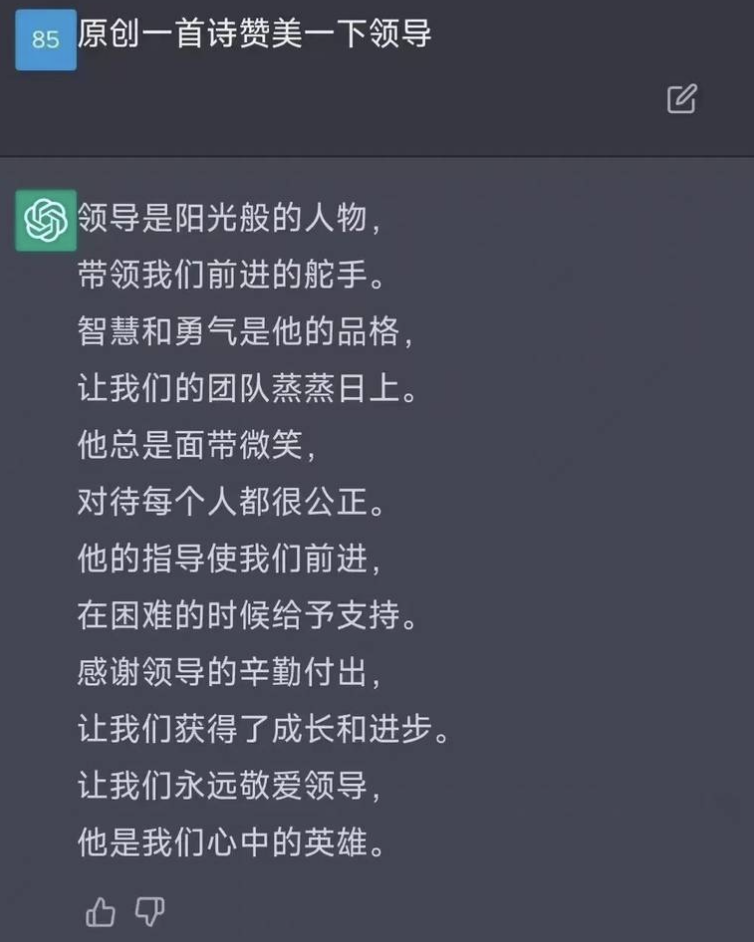 85
原创一首诗赞美一下领导
领导是阳光般的人物，
带领我们前进的舵手。
智慧和勇气是他的品格，
让我们的团队蒸蒸日上。
他总是面带微笑，
对待每个人都很公正。
他的指导使我们前进，
在困难的时候给予支持。
感谢领导的辛勤付出，
让我们获得了成长和进步。
让我们永远敬爱领导，
他是我们心中的英雄。